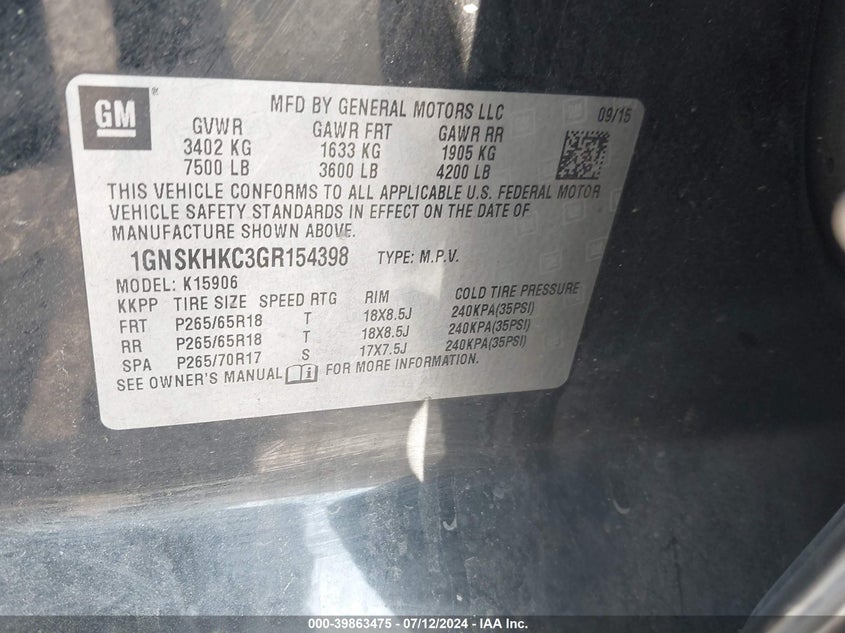 GM ®
MFD BY GENERAL MOTORS LLC 09/15
GVWR GAWR FRT GAWR RR
3402 KG 1633 KG 1905 KG
7500 LB 3600 LB 4200 LB
THIS VEHICLE CONFORMS TO ALL APPLICABLE U.S. FEDERAL MOTOR
VEHICLE SAFETY STANDARDS IN EFFECT ON THE DATE OF
MANUFACTURE SHOWN ABOVE.
1GNSKHKC3GR154398 TYPE: M.P.V.
MODEL: K15906
KKPP TIRE SIZE SPEED RTG RIM COLD TIRE PRESSURE
FRT P265/65R18 T 18X8.5J 240KPA(35PSI)
RR P265/65R18 T 18X8.5J 240KPA(35PSI)
SPA P265/70R17 S 17X7.5J 240KPA(35PSI)
SEE OWNER'S MANUAL i FOR MORE INFORMATION.
000-39863475 - 07/12/2024 - IAA Inc.